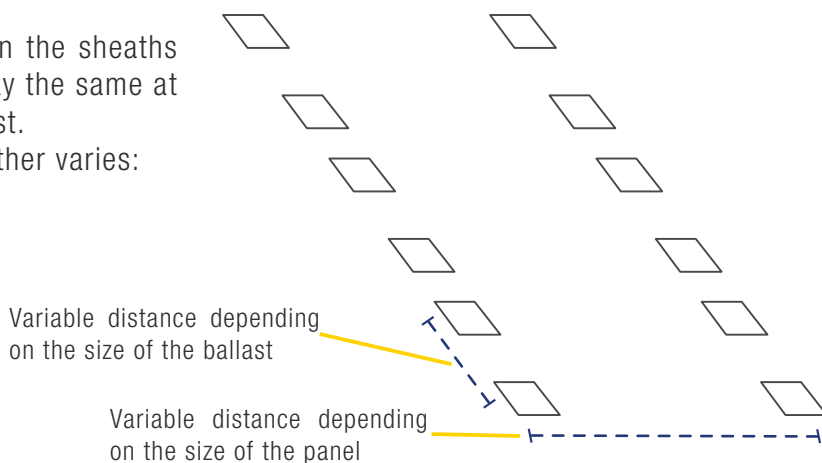 n the sheaths
y the same at
st.
ther varies:
Variable distance depending
on the size of the ballast
Variable distance depending
on the size of the panel